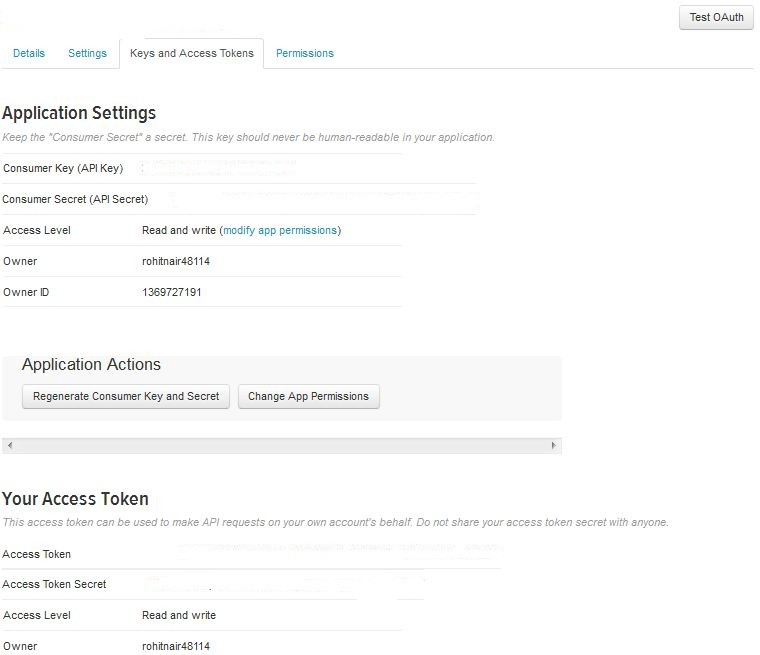 Test OAuth
Details Settings Keys and Access Tokens Permissions
Application Settings
Keep the "Consumer Secret" a secret. This key should never be human-readable in your application.
Consumer Key (API Key)
Consumer Secret (API Secret)
Access Level Read and write (modify app permissions)
Owner rohitnair48114
Owner ID 1369727191
Application Actions
Regenerate Consumer Key and Secret Change App Permissions
Your Access Token
This access token can be used to make API requests on your own account's behalf. Do not share your access token secret with anyone.
Access Token
Access Token Secret
Access Level Read and write
Owner rohitnair48114